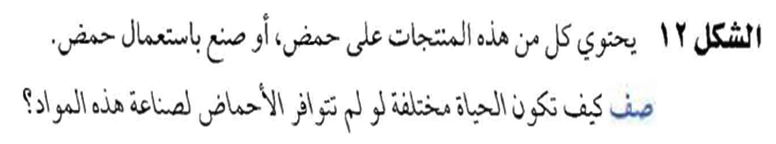 الشكل ١٢ يحتوي كل من هذه المنتجات على حمض، أو صنع باستعمال حمض.
صف كيف تكون الحياة مختلفة لو لم تتوافر الأحماض لصناعة هذه المواد؟